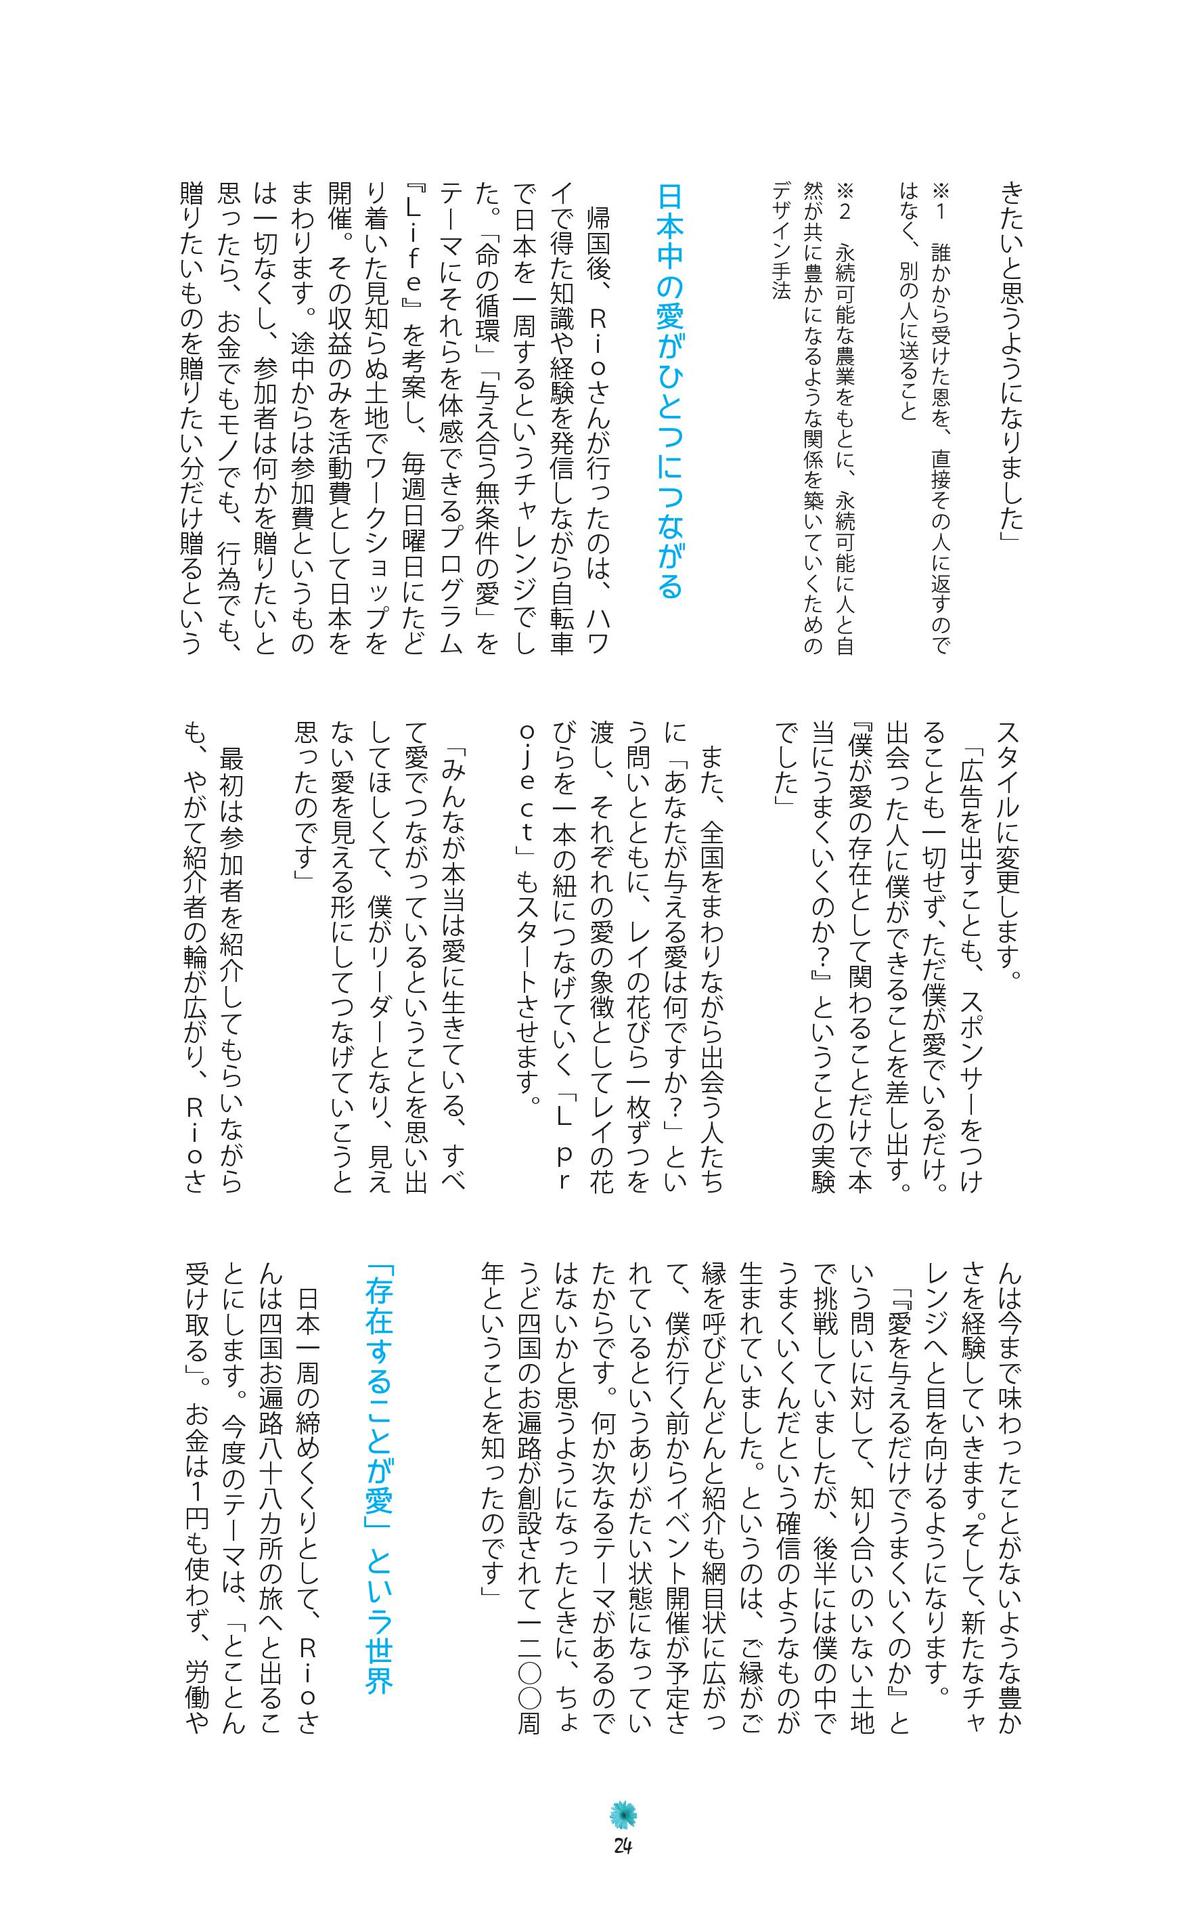 きたいと思うようになりました」
※1　誰かから受けた恩を、直接その人に返すので
はなく、別の人に送ること
※2　永続可能な農業をもとに、永続可能に人と自
然が共に豊かになるような関係を築いていくための
デザイン手法
日本中の愛がひとつにつながる
　帰国後、Rioさんが行ったのは、ハワ
イで得た知識や経験を発信しながら自転車
で日本を一周するというチャレンジでし
た。「命の循環」「与え合う無条件の愛」を
テーマにそれらを体感できるプログラム
『Life』を考案し、毎週日曜日にたど
り着いた見知らぬ土地でワークショップを
開催。その収益のみを活動費として日本を
まわります。途中からは参加費というもの
は一切なくし、参加者は何かを贈りたいと
思ったら、お金でもモノでも、行為でも、
贈りたいものを贈りたい分だけ贈るという
スタイルに変更します。
　「広告を出すことも、スポンサーをつけ
ることも一切せず、ただ僕が愛でいるだけ。
出会った人に僕ができることを差し出す。
『僕が愛の存在として関わることだけで本
当にうまくいくのか？』ということの実験
でした」
　また、全国をまわりながら出会う人たち
に「あなたが与える愛は何ですか？」とい
う問いとともに、レイの花びら一枚ずつを
渡し、それぞれの愛の象徴としてレイの花
びらを一本の紐につなげていく「L pr
oject」もスタートさせます。
　「みんなが本当は愛に生きている、すべ
て愛でつながっているということを思い出
してほしくて、僕がリーダーとなり、見え
ない愛を見える形にしてつなげていこうと
思ったのです」
　最初は参加者を紹介してもらいながら
も、やがて紹介者の輪が広がり、Rioさ
んは今まで味わったことがないような豊か
さを経験していきます。そして、新たなチャ
レンジへと目を向けるようになります。
　「『愛を与えるだけでうまくいくのか』と
いう問いに対して、知り合いのいない土地
で挑戦していましたが、後半には僕の中で
うまくいくんだという確信のようなものが
生まれていました。というのは、ご縁がご
縁を呼びどんどんと紹介も網目状に広がっ
て、僕が行く前からイベント開催が予定さ
れているというありがたい状態になってい
たからです。何か次なるテーマがあるので
はないかと思うようになったときに、ちょ
うど四国のお遍路が創設されて一二〇〇周
年ということを知ったのです」
「存在することが愛」という世界
　日本一周の締めくくりとして、Rioさ
んは四国お遍路八十八カ所の旅へと出るこ
とにします。今度のテーマは、「とことん
受け取る」。お金は1円も使わず、労働や
24